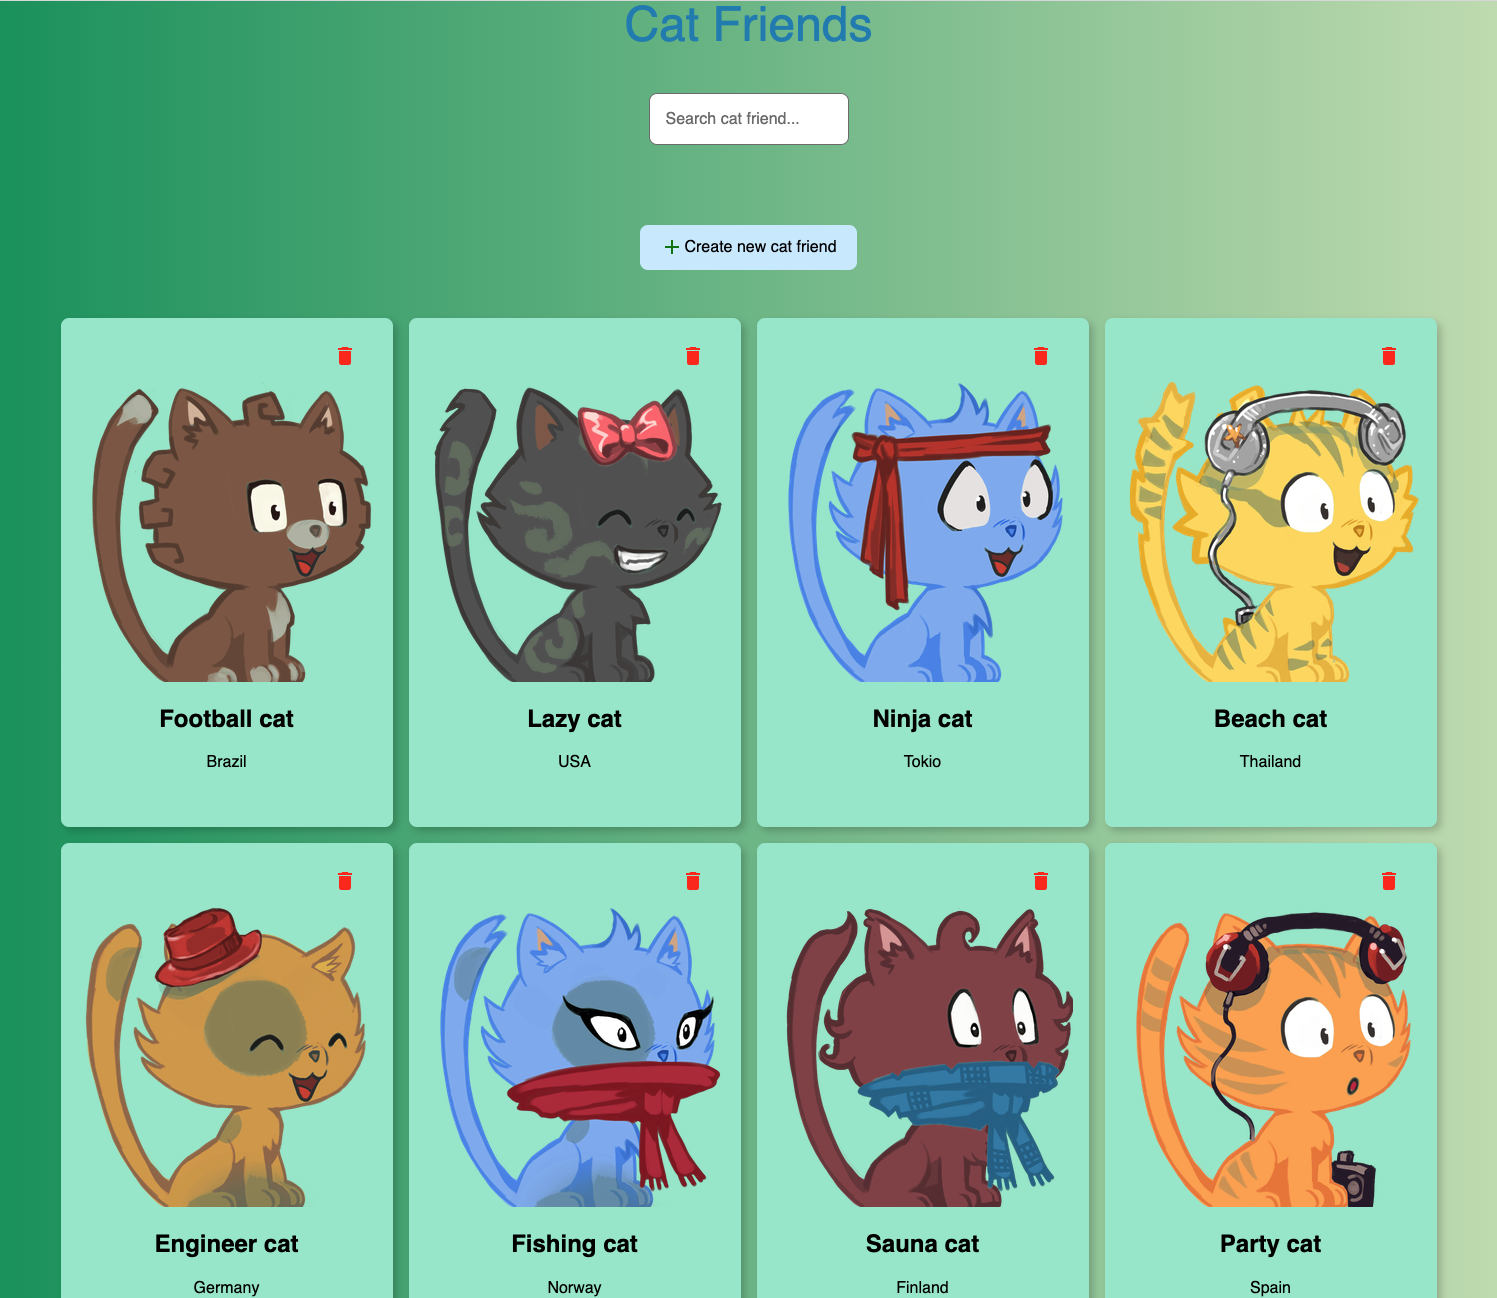 Cat Friends
Search cat friend...
Create new cat friend
Football cat
Brazil
Lazy cat
USA
Ninja cat
Tokio
Beach cat
Thailand
Engineer cat
Germany
Fishing cat
Norway
Sauna cat
Finland
Party cat
Spain